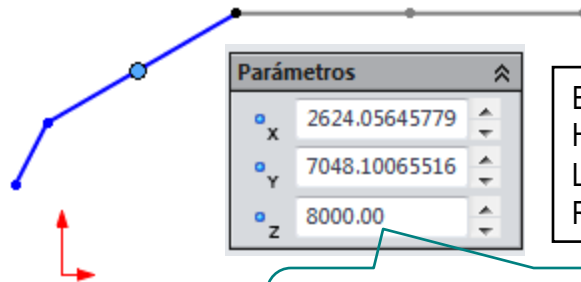 Parámetros
X 2624.05645779
Y 7048.10065516
Z 8000.00
E
H
L